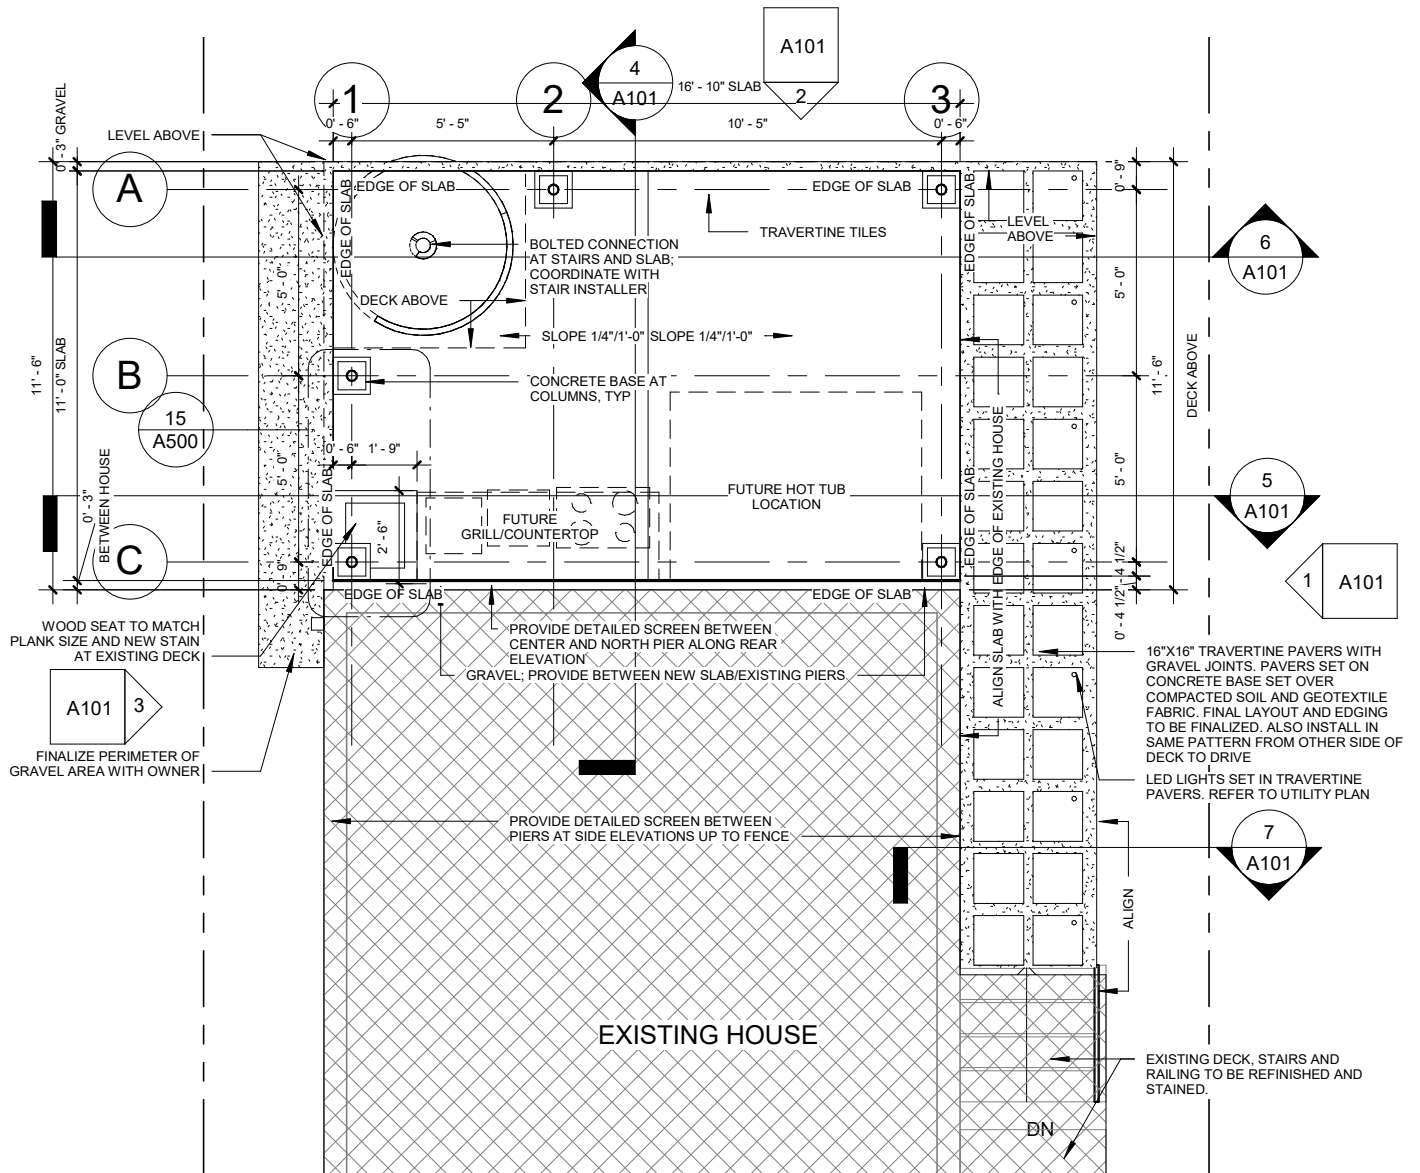 A101
2
4
A101
16' - 10" SLAB
1
2
3
0' - 6"
5' - 5"
10' - 5"
0' - 6"
0' - 3" GRAVEL
LEVEL ABOVE
A
EDGE OF SLAB
EDGE OF SLAB
EDGE OF SLAB
EDGE OF SLAB
0' - 9"
TRAVERTINE TILES
LEVEL
ABOVE
BOLTED CONNECTION
AT STAIRS AND SLAB;
COORDINATE WITH
STAIR INSTALLER
6
A101
5' - 0"
5' - 0"
DECK ABOVE
SLOPE 1/4"/1'-0"
SLOPE 1/4"/1'-0"
11' - 6"
11' - 0" SLAB
B
CONCRETE BASE AT
COLUMNS, TYP
11' - 6"
DECK ABOVE
15
A500
0' - 6"
1' - 9"
5' - 0"
5' - 0"
0' - 3"
BETWEEN HOUSE
EDGE OF SLAB
EDGE OF SLAB
ALIGN SLAB WITH EDGE OF EXISTING HOUSE
FUTURE HOT TUB
LOCATION
FUTURE
GRILL/COUNTERTOP
2' - 6"
5
A101
C
0' - 9"
0' - 4 1/2"
4 1/2"
1
A101
EDGE OF SLAB
EDGE OF SLAB
WOOD SEAT TO MATCH
PLANK SIZE AND NEW STAIN
AT EXISTING DECK
PROVIDE DETAILED SCREEN BETWEEN
CENTER AND NORTH PIER ALONG REAR
ELEVATION
GRAVEL; PROVIDE BETWEEN NEW SLAB/EXISTING PIERS
16"X16" TRAVERTINE PAVERS WITH
GRAVEL JOINTS. PAVERS SET ON
CONCRETE BASE SET OVER
COMPACTED SOIL AND GEOTEXTILE
FABRIC. FINAL LAYOUT AND EDGING
TO BE FINALIZED. ALSO INSTALL IN
SAME PATTERN FROM OTHER SIDE OF
DECK TO DRIVE
A101
3
FINALIZE PERIMETER OF
GRAVEL AREA WITH OWNER
LED LIGHTS SET IN TRAVERTINE
PAVERS. REFER TO UTILITY PLAN
PROVIDE DETAILED SCREEN BETWEEN
PIERS AT SIDE ELEVATIONS UP TO FENCE
7
A101
ALIGN
EXISTING HOUSE
EXISTING DECK, STAIRS AND
RAILING TO BE REFINISHED AND
STAINED.
DN